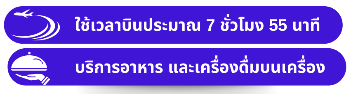 ใช้เวลาบินประมาณ 7 ชั่วโมง 55 นาที
บริการอาหาร และเครื่องดื่มบนเครื่อง